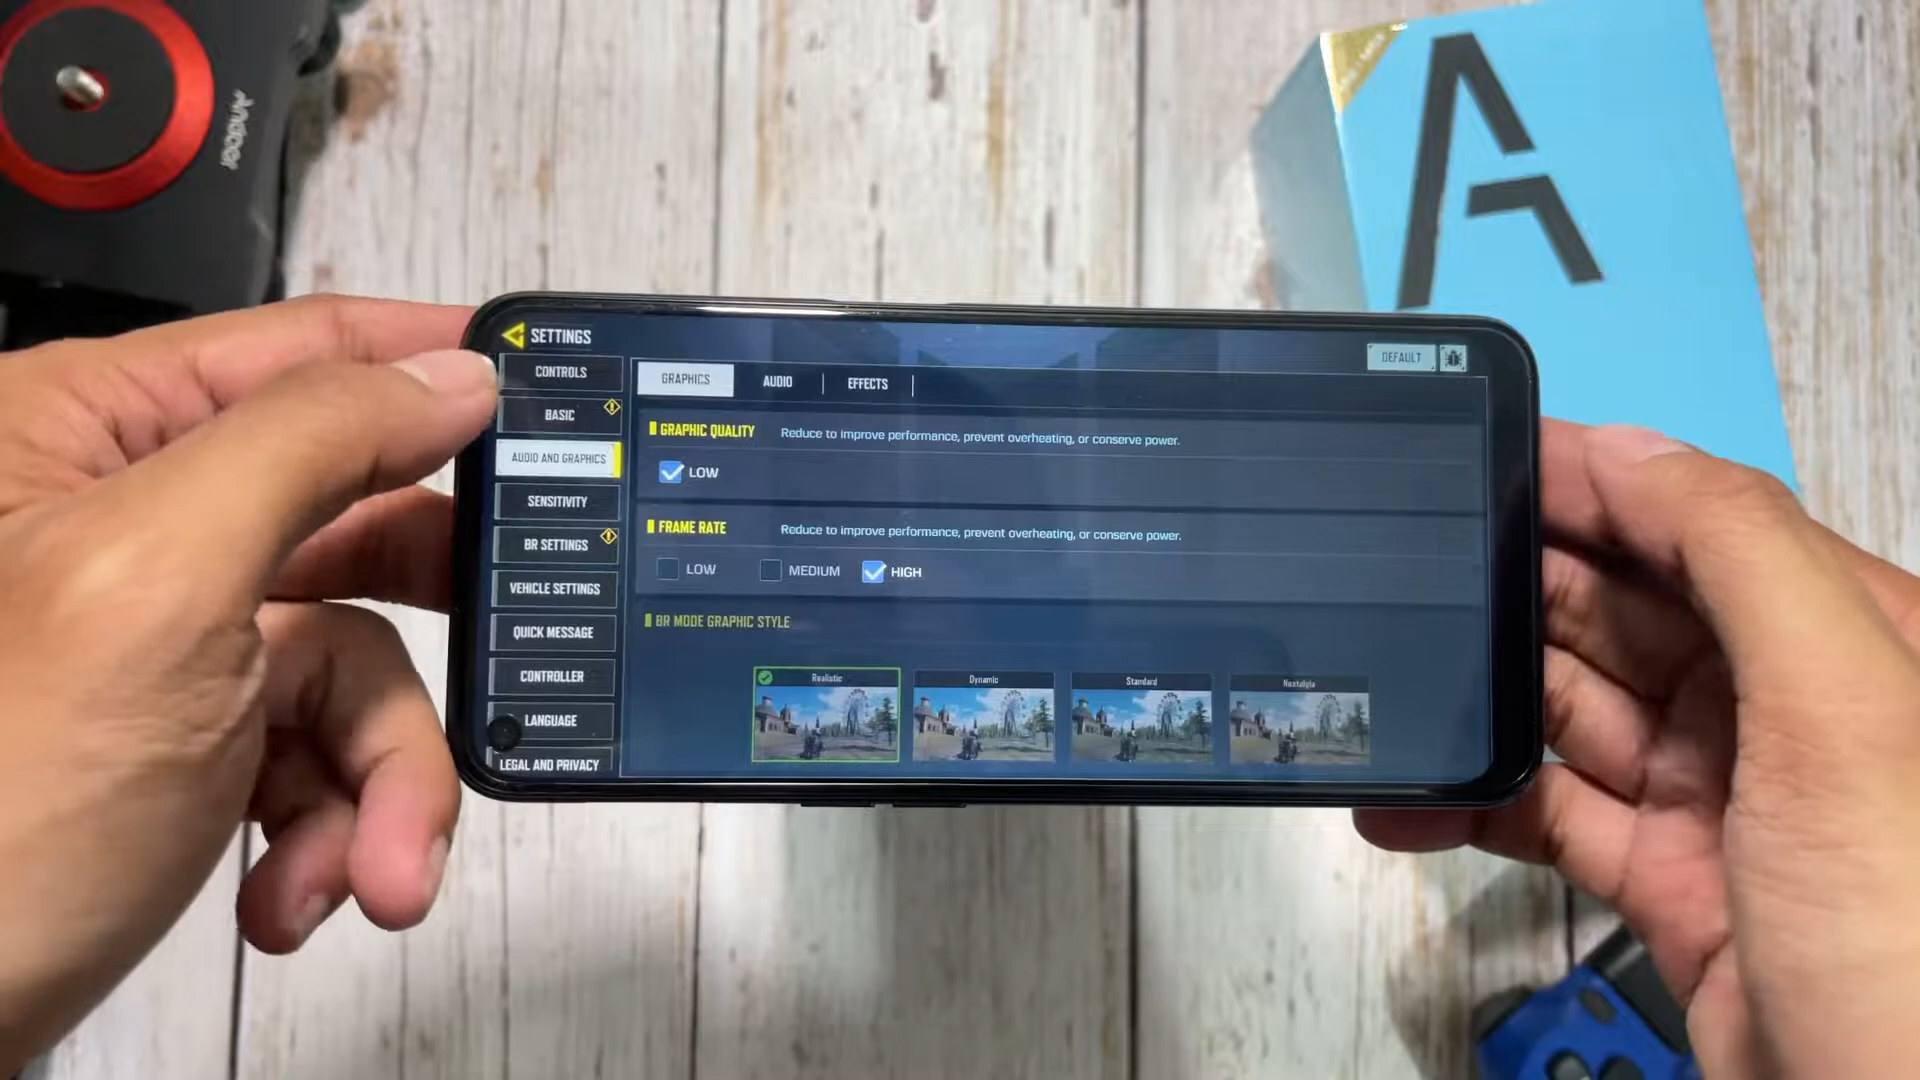 Andoer
A
SETTINGS
DEFAULT
CONTROLS
BASIC
AUDIO AND GRAPHICS
SENSITIVITY
BR SETTINGS
VEHICLE SETTINGS
QUICK MESSAGE
CONTROLLER
LANGUAGE
LEGAL AND PRIVACY
GRAPHICS AUDIO EFFECTS
GRAPHIC QUALITY Reduce to improve performance, prevent overheating, or conserve power.
LOW
FRAME RATE Reduce to improve performance, prevent overheating, or conserve power.
LOW MEDIUM HIGH
BR MODE GRAPHIC STYLE
Realistic Dynamic Standard Nostalgia